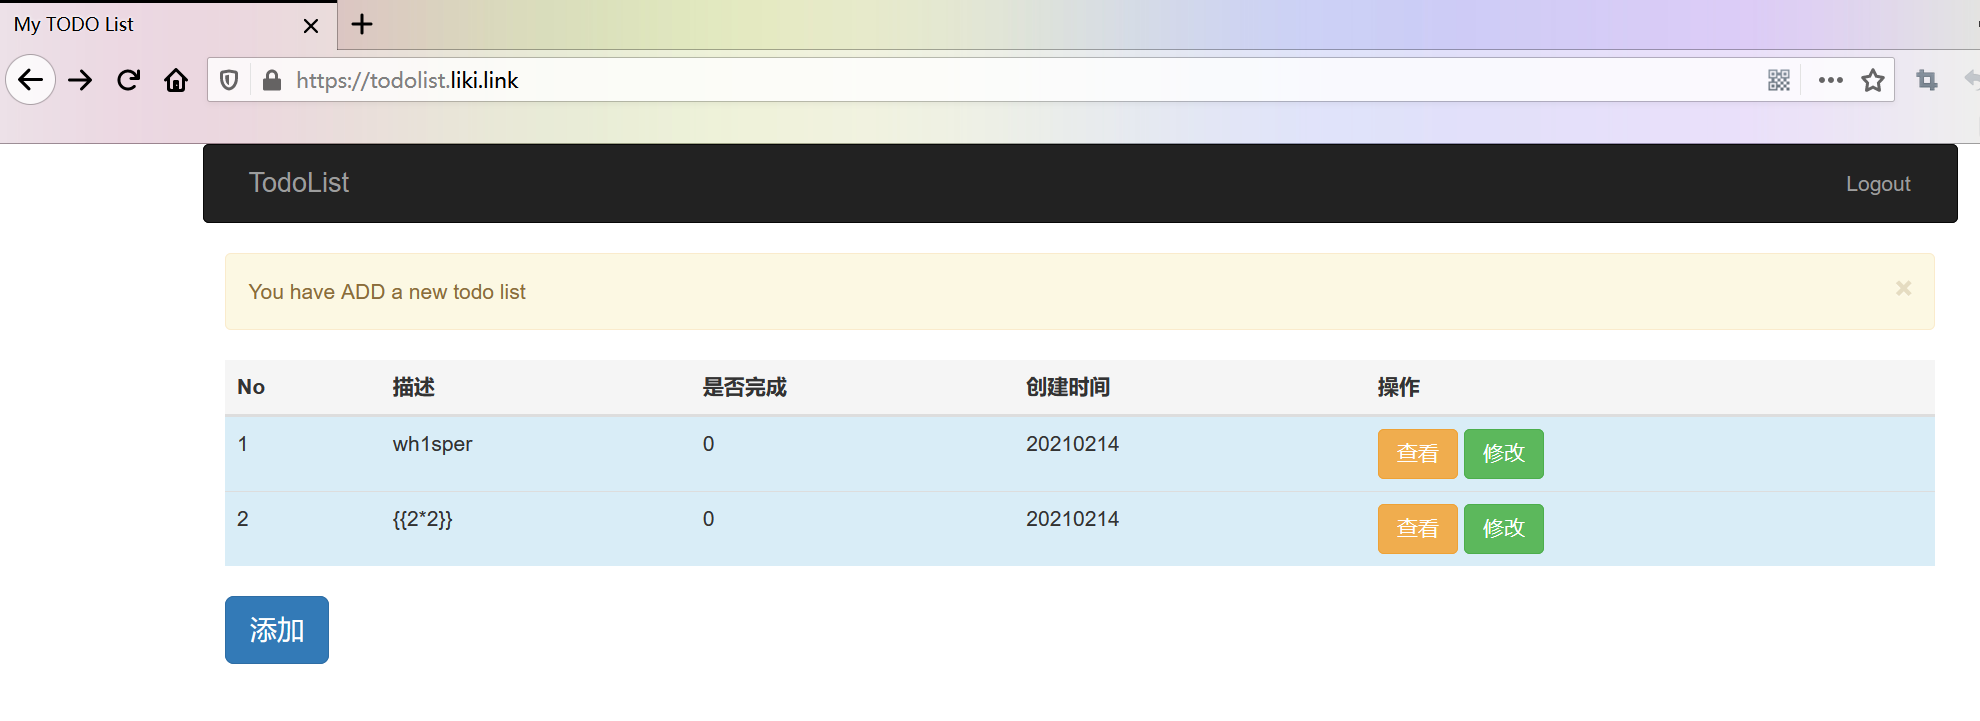 My TODO List
https://todolist.liki.link
TodoList Logout
You have ADD a new todo list ×
No 描述 是否完成 创建时间 操作
1 wh1sper 0 20210214 查看 修改
2 {{2*2}} 0 20210214 查看 修改
添加